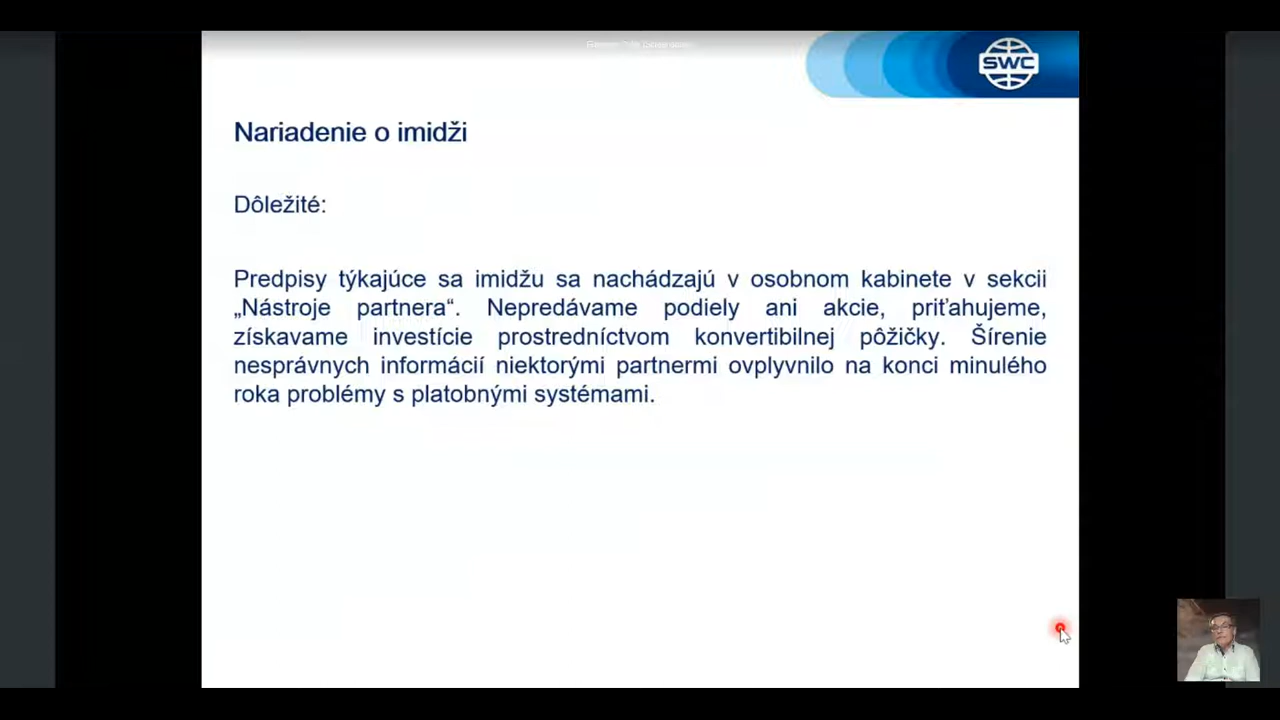 SWC
Nariadenie o imidži
Dôležité:
Predpisy týkajúce sa imidžu sa nachádzajú v osobnom kabinete v sekcii
„Nástroje partnera“. Nepredávame podiely ani akcie, priťahujeme,
získavame investície prostredníctvom konvertibilnej pôžičky. Šírenie
nesprávnych informácií niektorými partnermi ovplyvnilo na konci minulého
roka problémy s platobnými systémami.